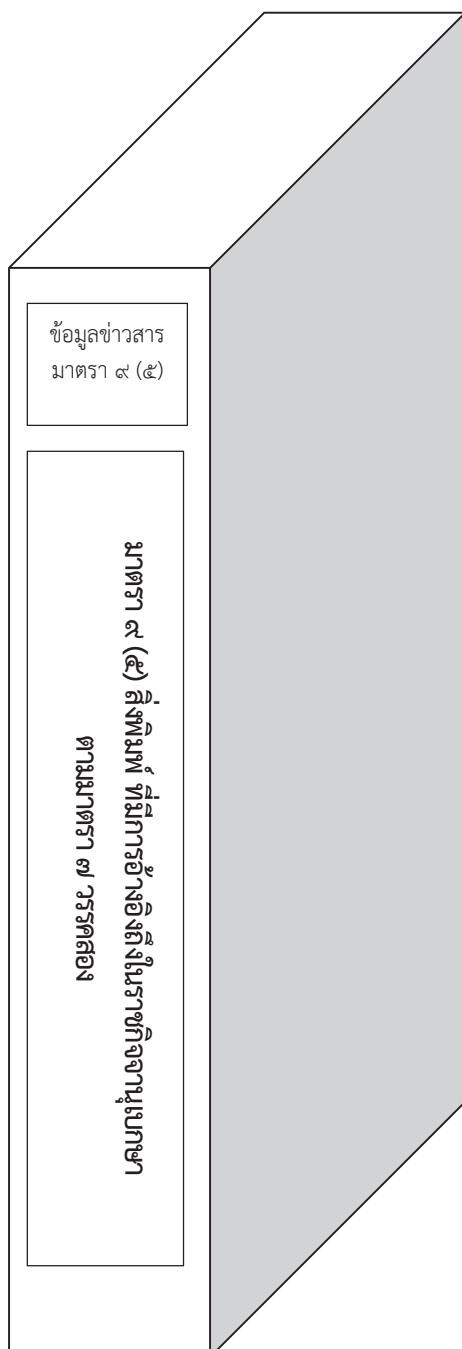 ข้อมูลข่าวสาร
มาตรา ๙ (๕)
มาตรา ๙ (๕) สิ่งพิมพ์ ที่มีการอ้างอิงถึงในราชกิจจานุเบกษา
ตามมาตรา ๗ วรรคสอง